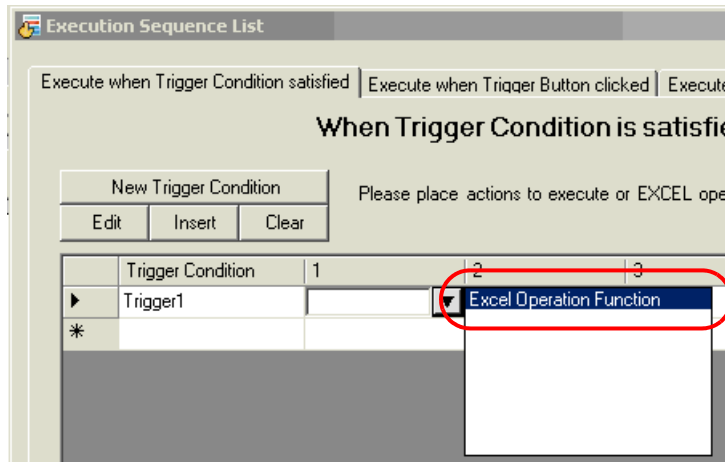 Execution Sequence List
Execute when Trigger Condition satisfied Execute when Trigger Button clicked Execute
When Trigger Condition is satisfie
New Trigger Condition
Please place actions to execute or EXCEL ope
Edit Insert Clear
Trigger Condition 1 2 3
Trigger1 Excel Operation Function